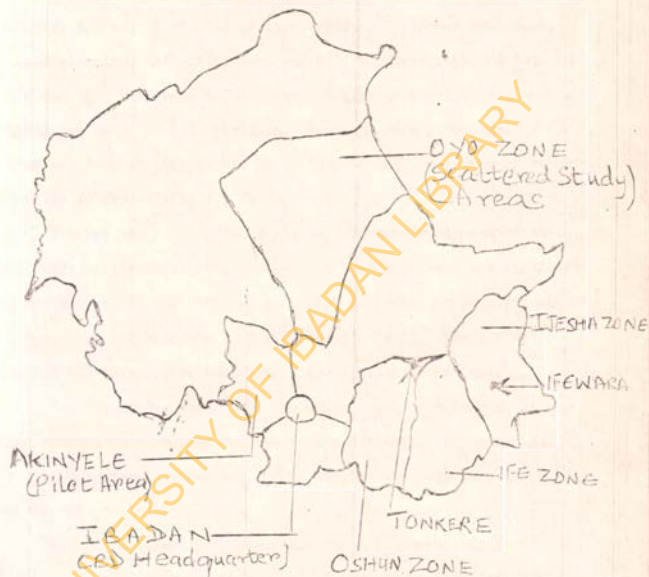 OYO ZONE
(Scattered Study)
Areas
IJESHA ZONE
IFEWARA
AKINYELE
(Pilot Area)
IFE ZONE
TONKERE
IBADAN
(CBD Headquarter)
OSHUN ZONE
UNIVERSITY OF IBADAN LIBRARY